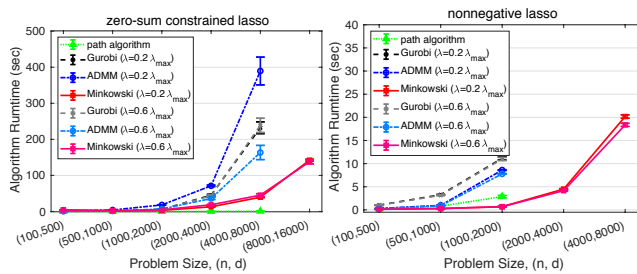 zero-sum constrained lasso
Algorithm Runtime (sec)
500
400
300
200
100
0
path algorithm
Gurobi (λ=0.2 λmax)
ADMM (λ=0.2 λmax)
Minkowski (λ=0.2 λmax)
Gurobi (λ=0.6 λmax)
ADMM (λ=0.6 λmax)
Minkowski (λ=0.6 λmax)
(100,500)
(500,1000)
(1000,2000)
(2000,4000)
(4000,8000)
(8000,16000)
Problem Size, (n, d)
nonnegative lasso
Algorithm Runtime (sec)
40
35
30
25
20
15
10
5
0
path algorithm
Gurobi (λ=0.2 λmax)
ADMM (λ=0.2 λmax)
Minkowski (λ=0.2 λmax)
Gurobi (λ=0.6 λmax)
ADMM (λ=0.6 λmax)
Minkowski (λ=0.6 λmax)
(100,500)
(500,1000)
(1000,2000)
(2000,4000)
(4000,8000)
Problem Size, (n, d)